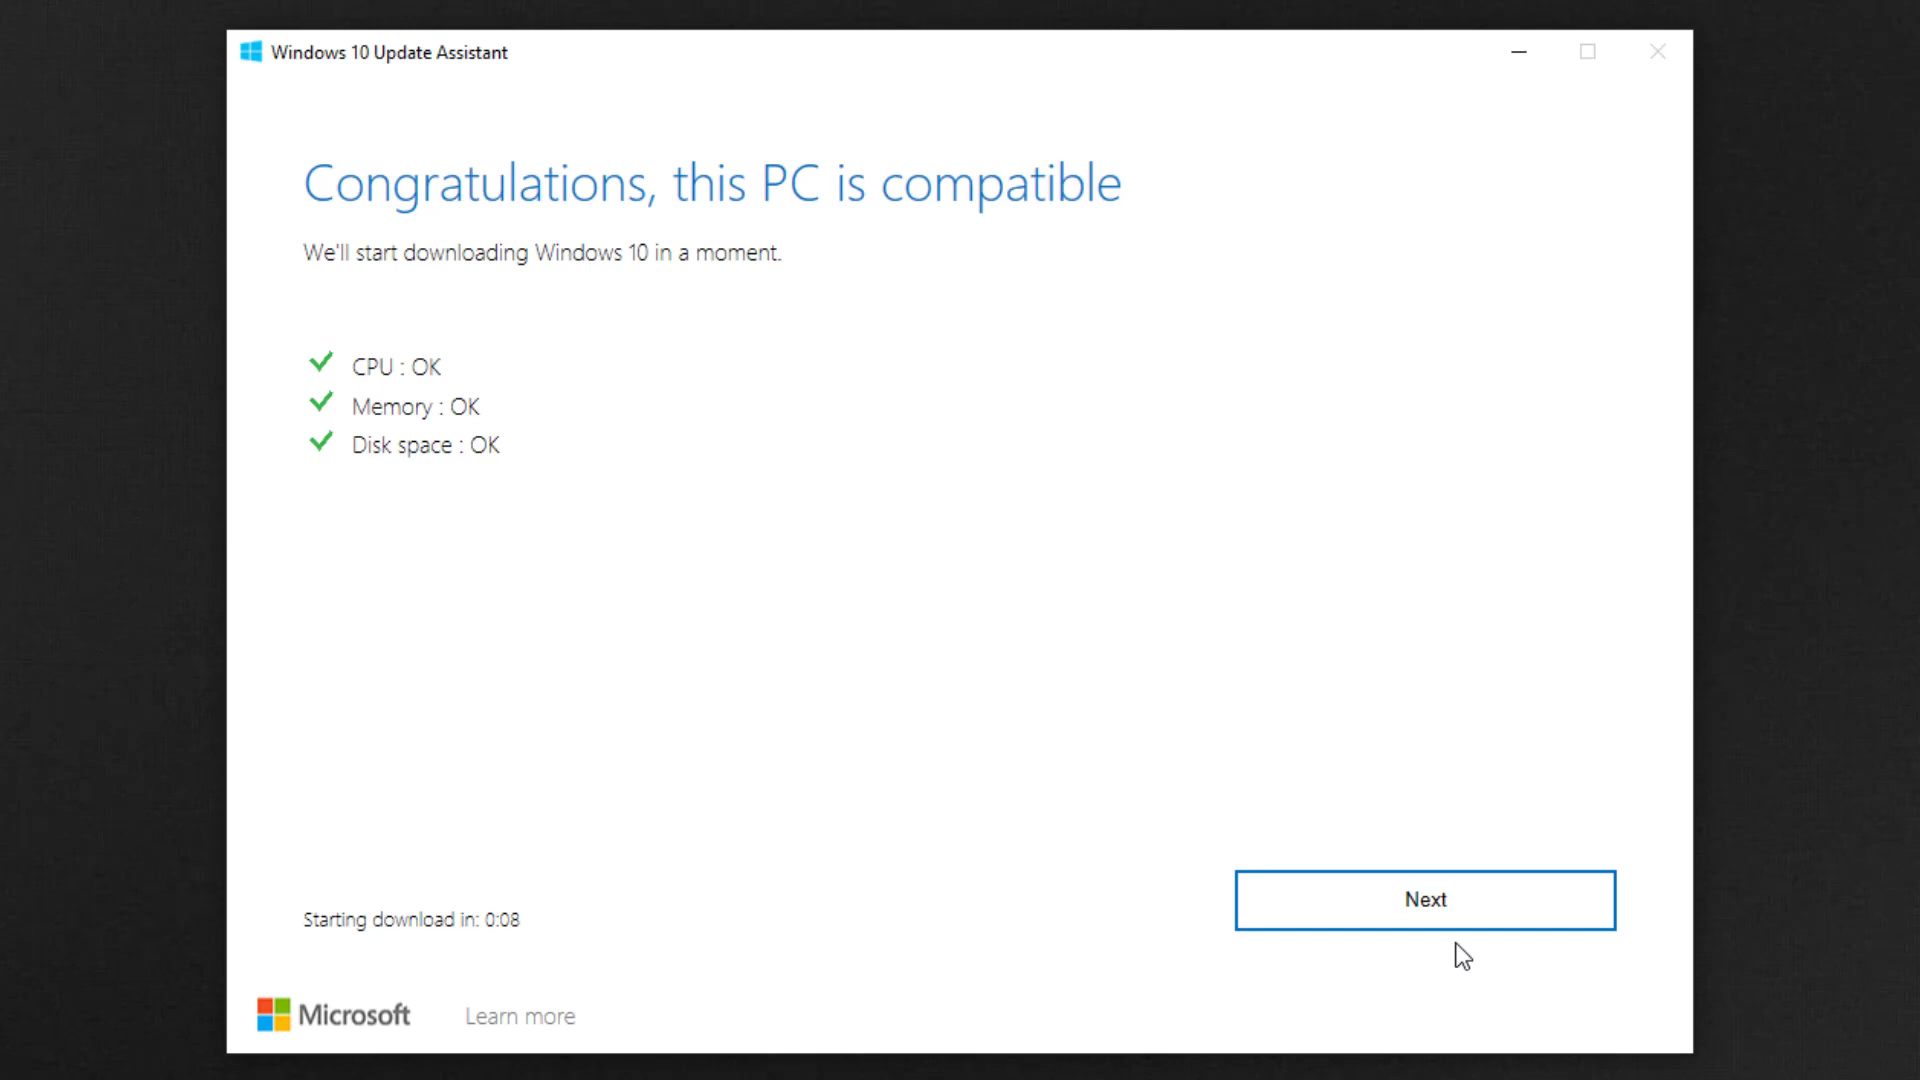 Windows 10 Update Assistant
Congratulations, this PC is compatible
We'll start downloading Windows 10 in a moment.
CPU : OK
Memory : OK
Disk space : OK
Next
Starting download in: 0:08
Microsoft
Learn more